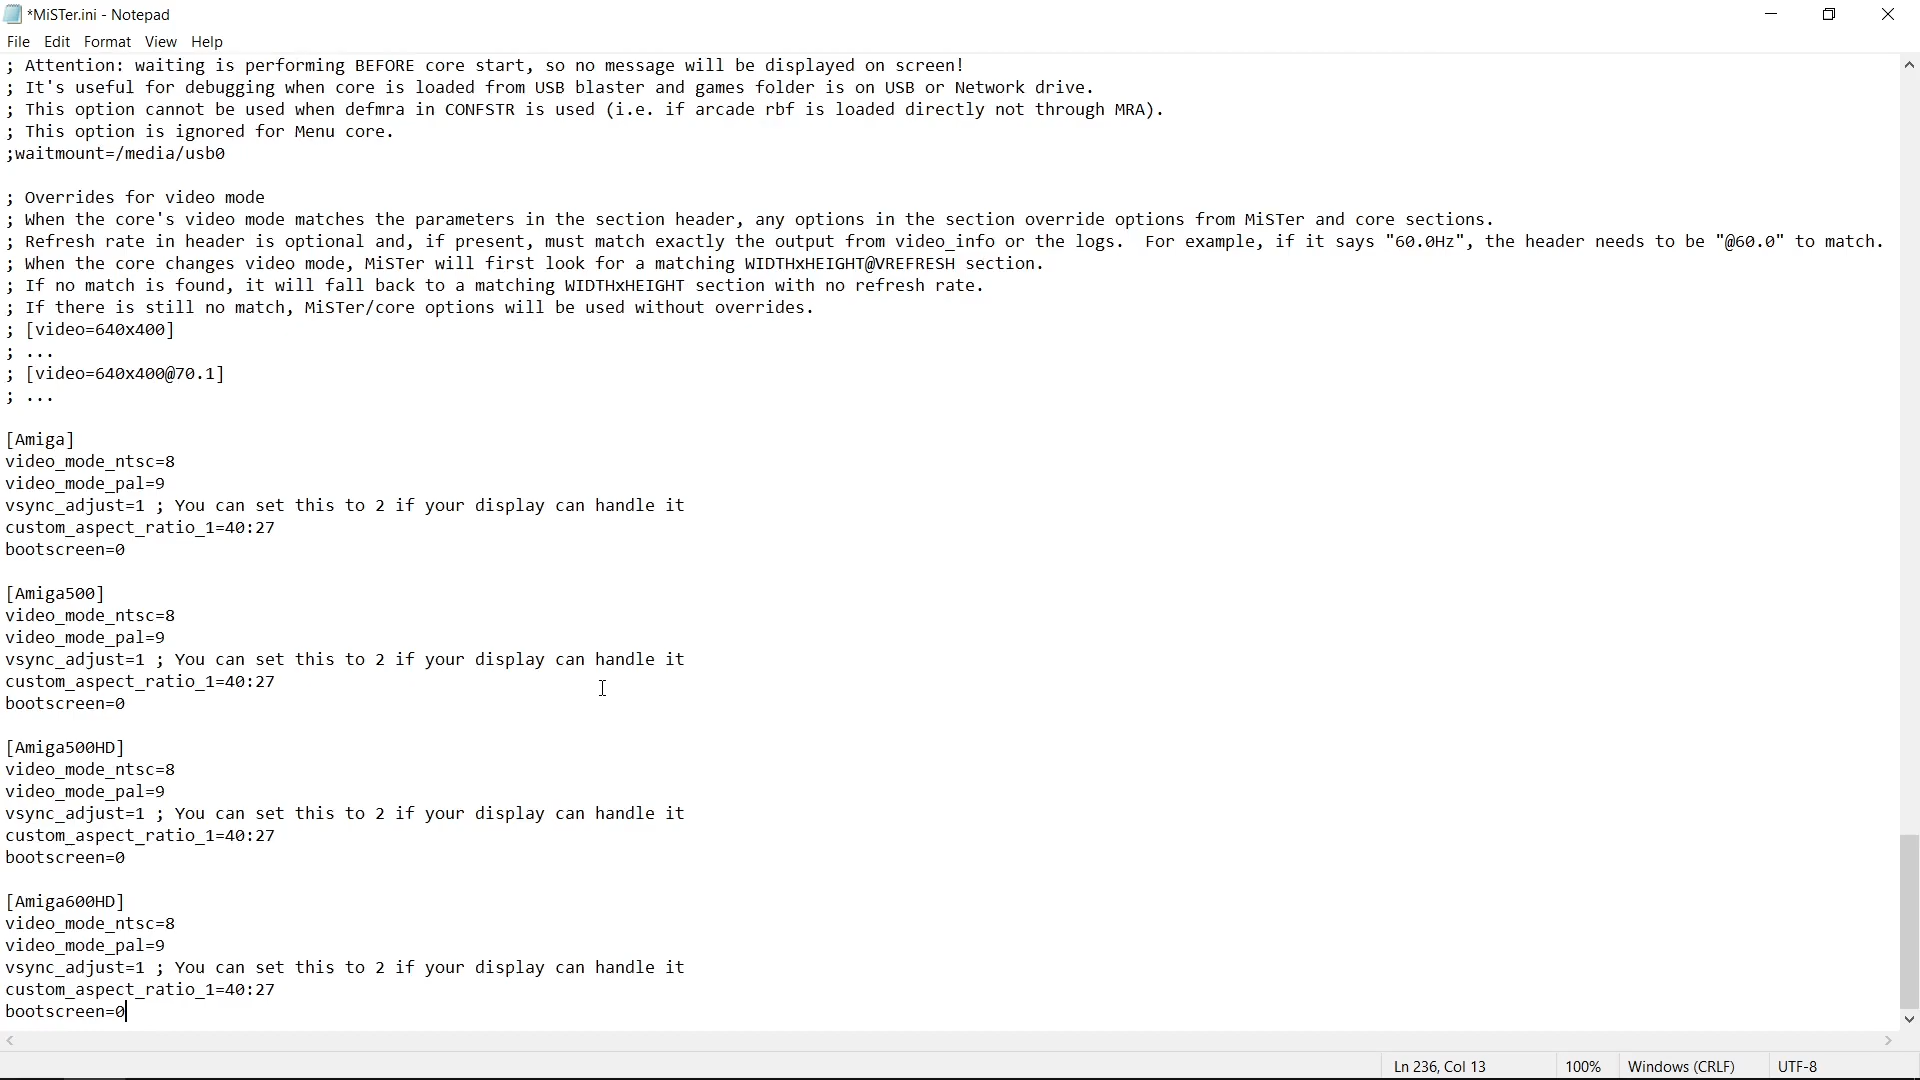 *MiSTer.ini - Notepad
File Edit Format View Help
; Attention: waiting is performing BEFORE core start, so no message will be displayed on screen!
; It's useful for debugging when core is loaded from USB blaster and games folder is on USB or Network drive.
; This option cannot be used when defmra in CONFSTR is used (i.e. if arcade rbf is loaded directly not through MRA).
; This option is ignored for Menu core.
;waitmount=/media/usb0
; Overrides for video mode
; When the core's video mode matches the parameters in the section header, any options in the section override options from MiSTer and core sections.
; Refresh rate in header is optional and, if present, must match exactly the output from video_info or the logs.  For example, if it says "60.0Hz", the header needs to be "@60.0" to match.
; When the core changes video mode, MiSTer will first look for a matching WIDTHxHEIGHT@VREFRESH section.
; If no match is found, it will fall back to a matching WIDTHxHEIGHT section with no refresh rate.
; If there is still no match, MiSTer/core options will be used without overrides.
; [video=640x400]
; ...
; [video=640x400@70.1]
; ...
[Amiga]
video_mode_ntsc=8
video_mode_pal=9
vsync_adjust=1 ; You can set this to 2 if your display can handle it
custom_aspect_ratio_1=40:27
bootscreen=0
[Amiga500]
video_mode_ntsc=8
video_mode_pal=9
vsync_adjust=1 ; You can set this to 2 if your display can handle it
custom_aspect_ratio_1=40:27
bootscreen=0
[Amiga500HD]
video_mode_ntsc=8
video_mode_pal=9
vsync_adjust=1 ; You can set this to 2 if your display can handle it
custom_aspect_ratio_1=40:27
bootscreen=0
[Amiga600HD]
video_mode_ntsc=8
video_mode_pal=9
vsync_adjust=1 ; You can set this to 2 if your display can handle it
custom_aspect_ratio_1=40:27
bootscreen=0
Ln 236, Col 13 100% Windows (CRLF) UTF-8